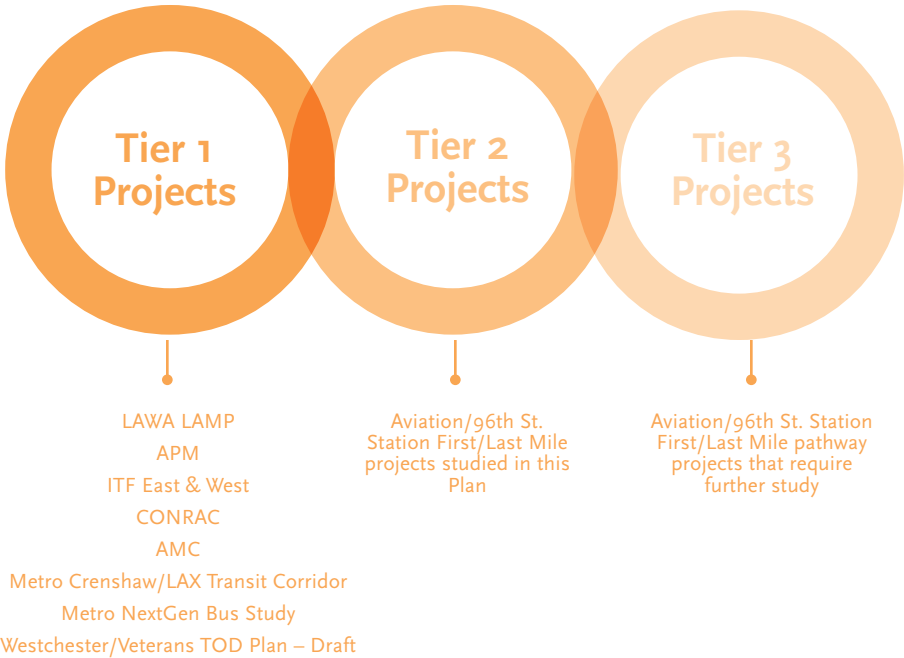 Tier 1
Projects
Tier 2
Projects
Tier 3
Projects
LAWA LAMP
APM
ITF East & West
CONRAC
AMC
Metro Crenshaw/LAX Transit Corridor
Metro NextGen Bus Study
Westchester/Veterans TOD Plan – Draft
Aviation/96th St.
Station First/Last Mile
projects studied in this
Plan
Aviation/96th St. Station
First/Last Mile pathway
projects that require
further study